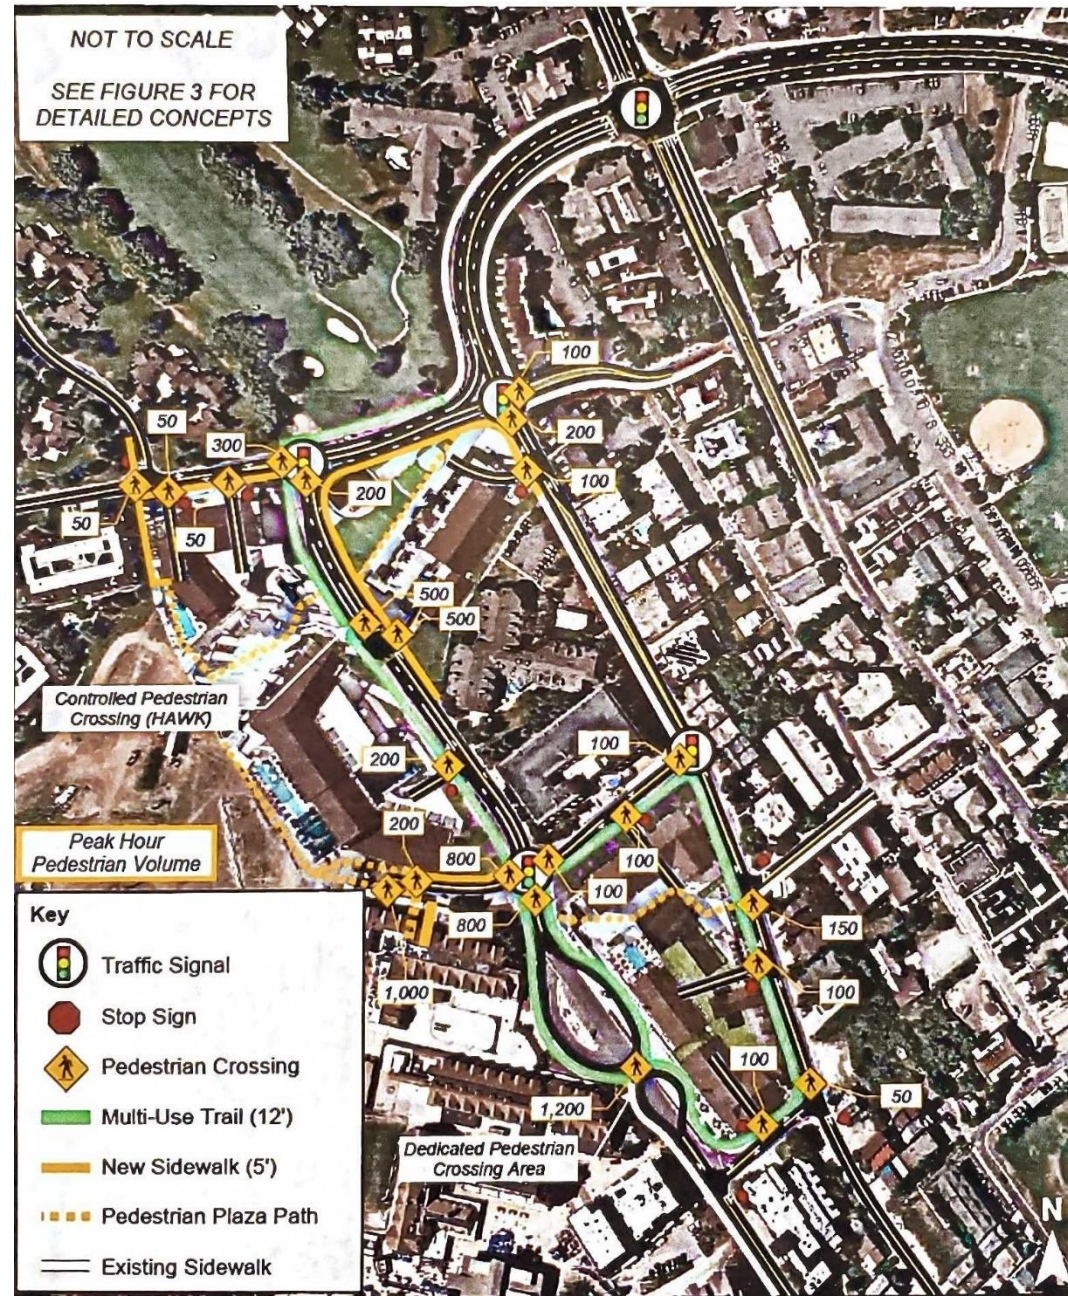 NOT TO SCALE
SEE FIGURE 3 FOR
DETAILED CONCEPTS
100
50
300
200
200
100
50
50
500
500
Controlled Pedestrian
Crossing (HAWK)
100
200
200
Peak Hour
Pedestrian Volume
800
100
100
150
800
100
1,000
100
50
1,200
Dedicated Pedestrian
Crossing Area
N
Key
Traffic Signal
Stop Sign
Pedestrian Crossing
Multi-Use Trail (12')
New Sidewalk (5')
Pedestrian Plaza Path
Existing Sidewalk